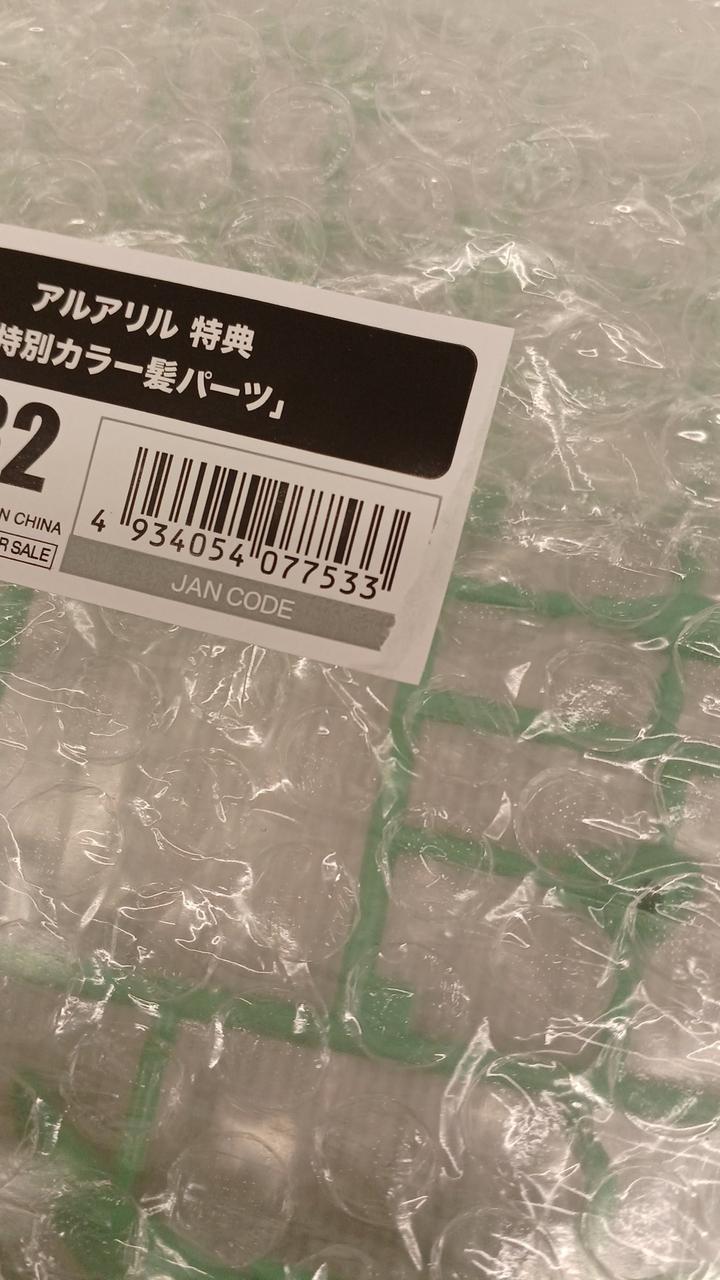 アルアリル 特典
特別カラー髪パーツ」
32
N CHINA
R SALE
4 934054 077533
JAN CODE